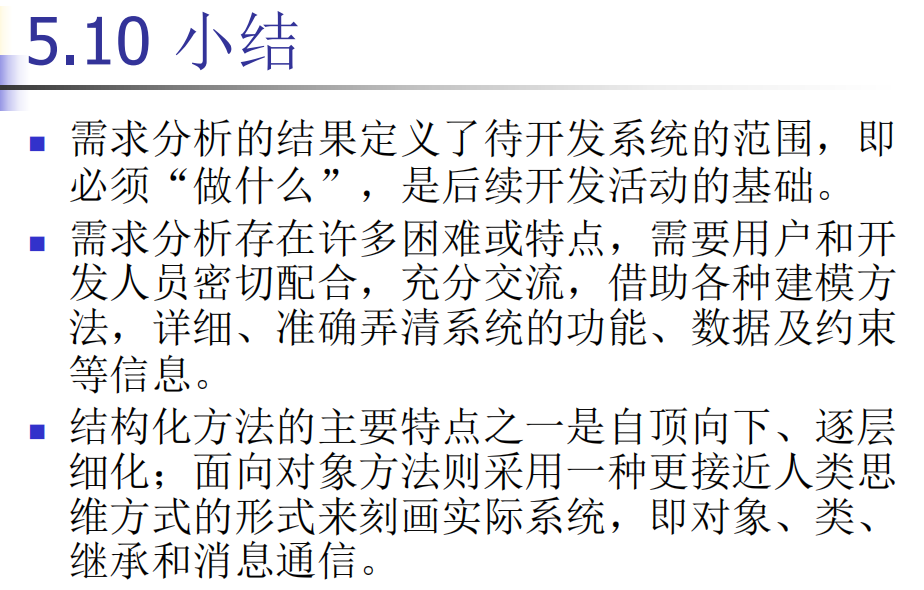 5.10 小结
需求分析的结果定义了待开发系统的范围，即
必须“做什么”，是后续开发活动的基础。
需求分析存在许多困难或特点，需要用户和开
发人员密切配合，充分交流，借助各种建模方
法，详细、准确弄清系统的功能、数据及约束
等信息。
结构化方法的主要特点之一是自顶向下、逐层
细化；面向对象方法则采用一种更接近人类思
维方式的形式来刻画实际系统，即对象、类、
继承和消息通信。